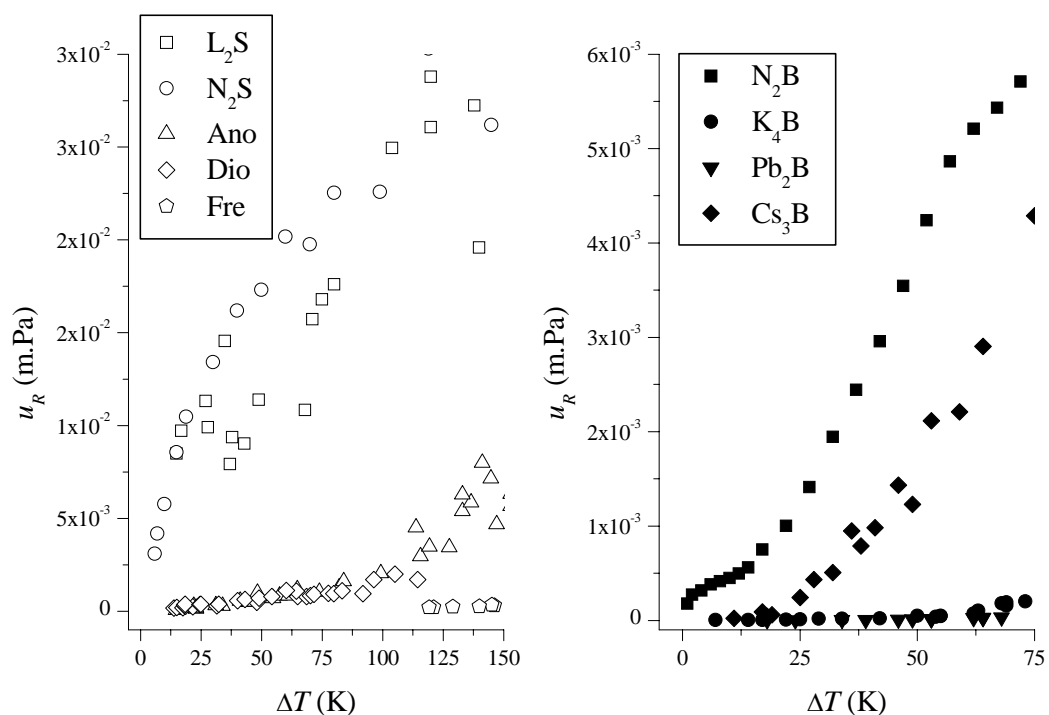 3x10⁻²
3x10⁻²
2x10⁻²
2x10⁻²
1x10⁻²
5x10⁻³
0
u_R (m.Pa)
L₂S
N₂S
Ano
Dio
Fre
0 25 50 75 100 125 150
ΔT (K)
6x10⁻³
5x10⁻³
4x10⁻³
3x10⁻³
2x10⁻³
1x10⁻³
0
u_R (m.Pa)
N₂B
K₄B
Pb₂B
Cs₃B
0 25 50 75
ΔT (K)